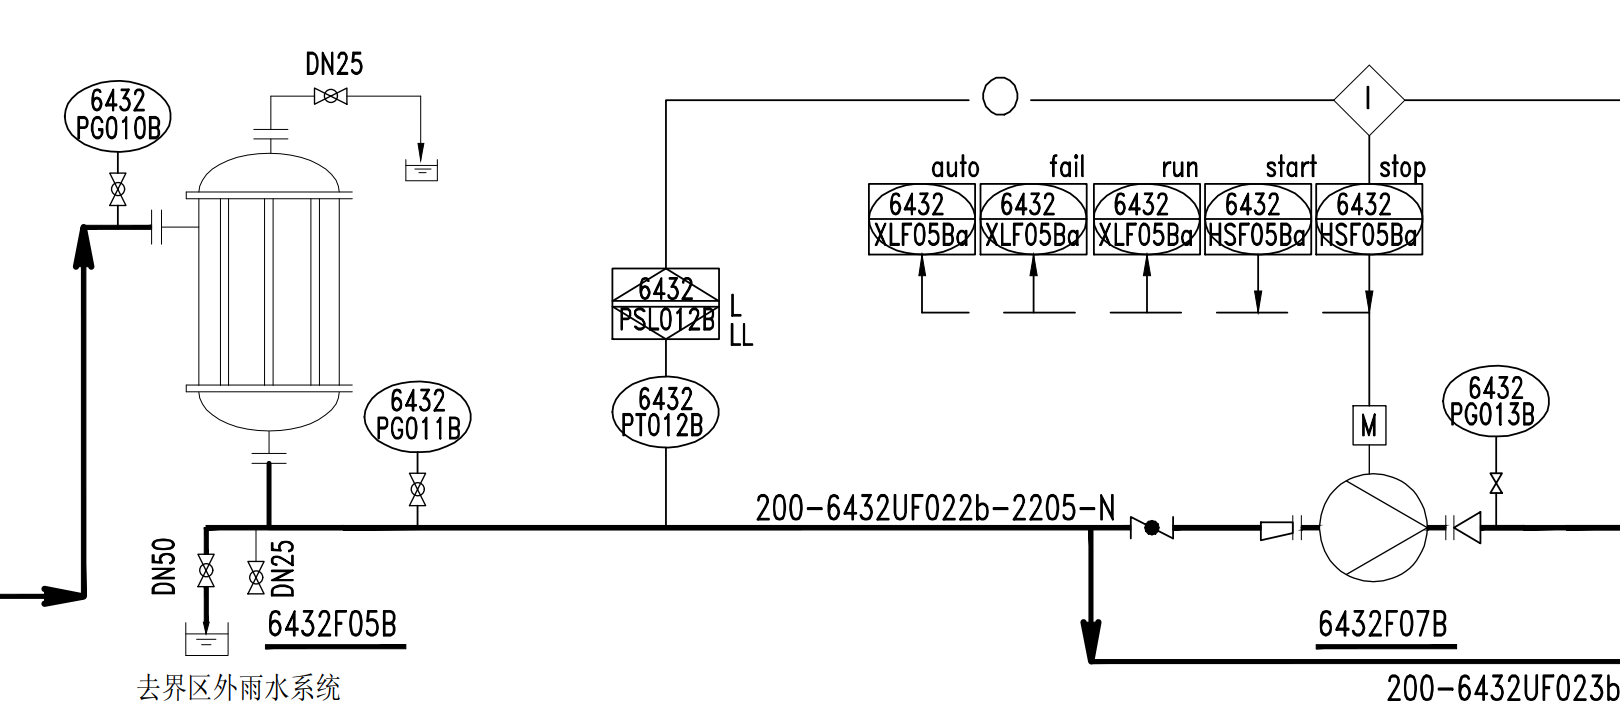 DN25
6432
PG010B
I
auto
fail
run
start
stop
6432
XLF05Ba
6432
XLF05Ba
6432
XLF05Ba
6432
HSF05Ba
6432
HSF05Ba
6432
PSL012B
L
LL
6432
PG011B
6432
PT012B
M
6432
PG013B
200-6432UF022b-2205-N
DN50
DN25
6432F05B
6432F07B
去界区外雨水系统
200-6432UF023b